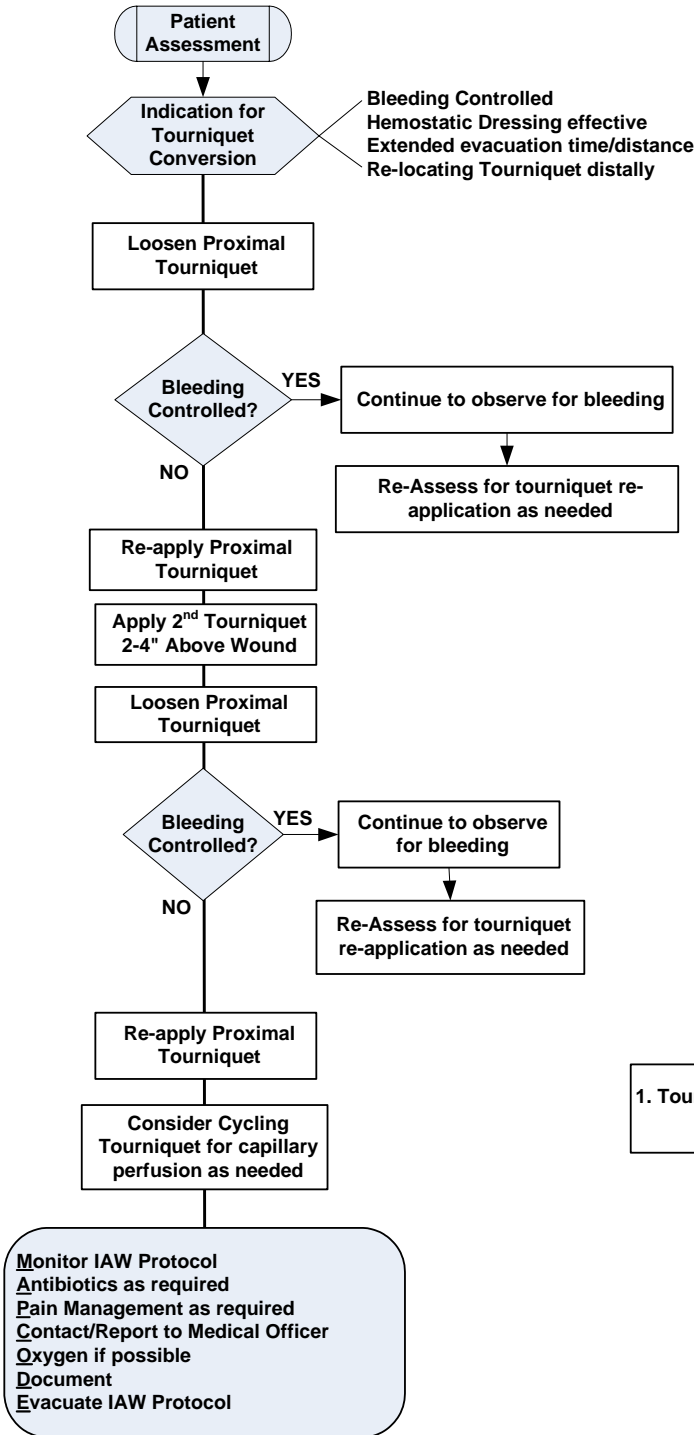 Patient
Assessment
Indication for
Tourniquet
Conversion
Bleeding Controlled
Hemostatic Dressing effective
Extended evacuation time/distance
Re-locating Tourniquet distally
Loosen Proximal
Tourniquet
Bleeding
Controlled?
YES
Continue to observe for bleeding
Re-Assess for tourniquet re-
application as needed
NO
Re-apply Proximal
Tourniquet
Apply 2nd Tourniquet
2-4" Above Wound
Loosen Proximal
Tourniquet
Bleeding
Controlled?
YES
Continue to observe
for bleeding
Re-Assess for tourniquet
re-application as needed
NO
Re-apply Proximal
Tourniquet
1. Tou
Consider Cycling
Tourniquet for capillary
perfusion as needed
Monitor IAW Protocol
Antibiotics as required
Pain Management as required
Contact/Report to Medical Officer
Oxygen if possible
Document
Evacuate IAW Protocol